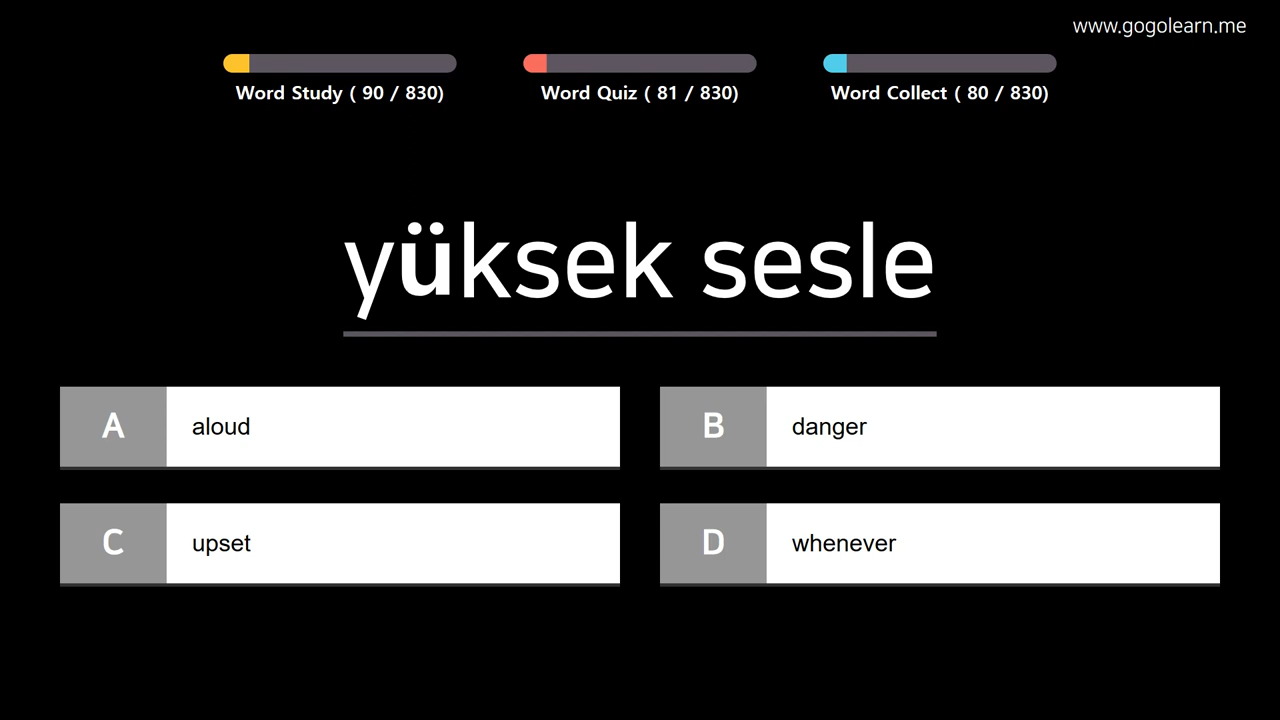 www.gogolearn.me
Word Study ( 90 / 830)
Word Quiz ( 81 / 830)
Word Collect ( 80 / 830)
yüksek sesle
A aloud
B danger
C upset
D whenever